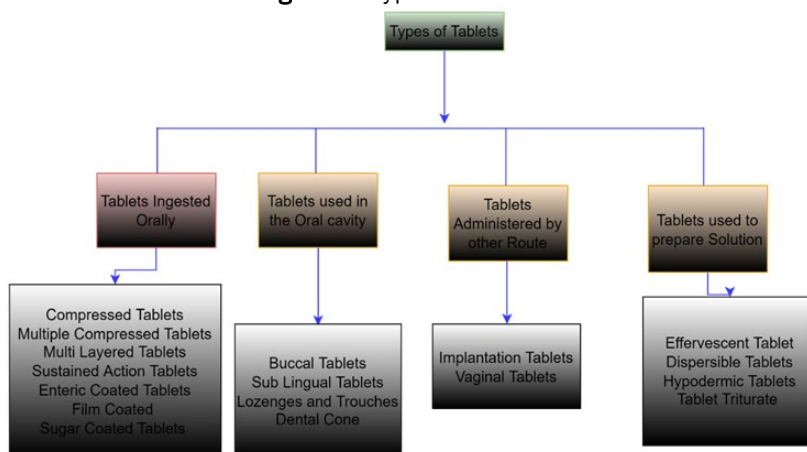 Types of Tablets
Tablets Ingested
Orally
Tablets used in
the Oral cavity
Tablets
Administered by
other Route
Tablets used to
prepare Solution
Compressed Tablets
Multiple Compressed Tablets
Multi Layered Tablets
Sustained Action Tablets
Enteric Coated Tablets
Film Coated
Sugar Coated Tablets
Buccal Tablets
Sub Lingual Tablets
Lozenges and Trouches
Dental Cone
Implantation Tablets
Vaginal Tablets
Effervescent Tablet
Dispersible Tablets
Hypodermic Tablets
Tablet Triturate